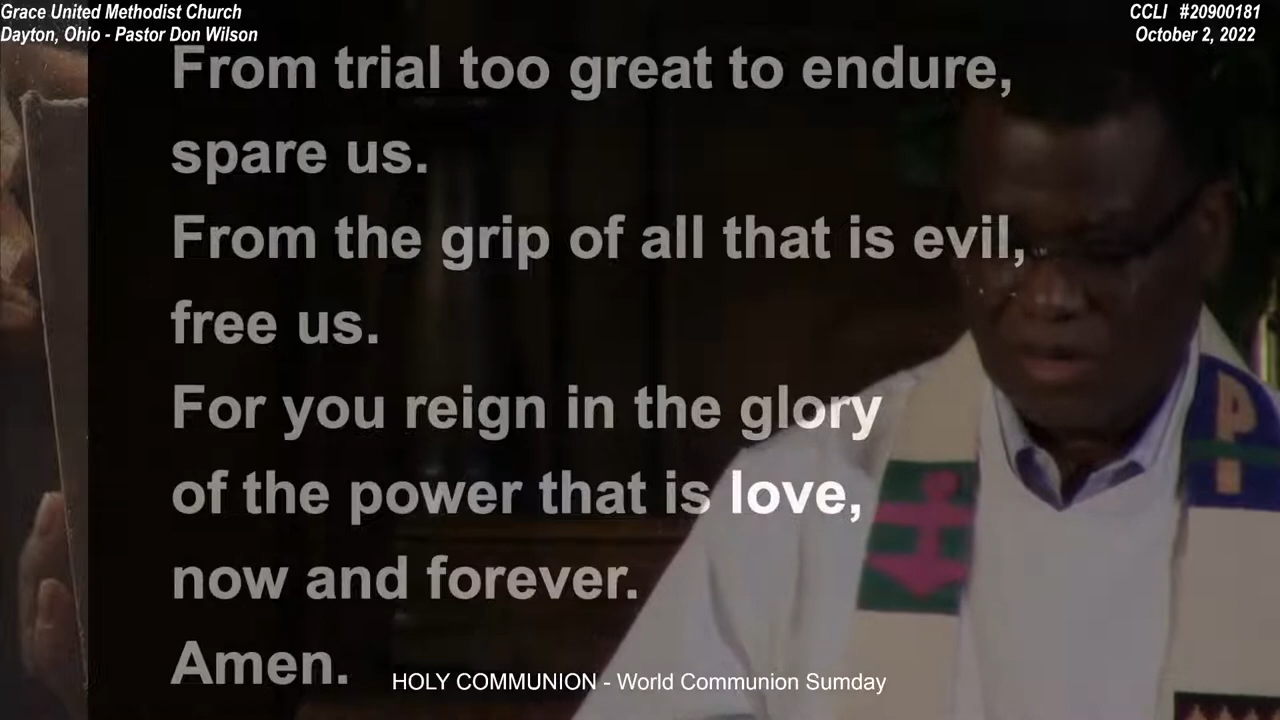 Grace United Methodist Church
Dayton, Ohio - Pastor Don Wilson
CCLI #20900181
October 2, 2022
From trial too great to endure,
spare us.
From the grip of all that is evil,
free us.
For you reign in the glory
of the power that is love,
now and forever.
Amen.
HOLY COMMUNION - World Communion Sumday